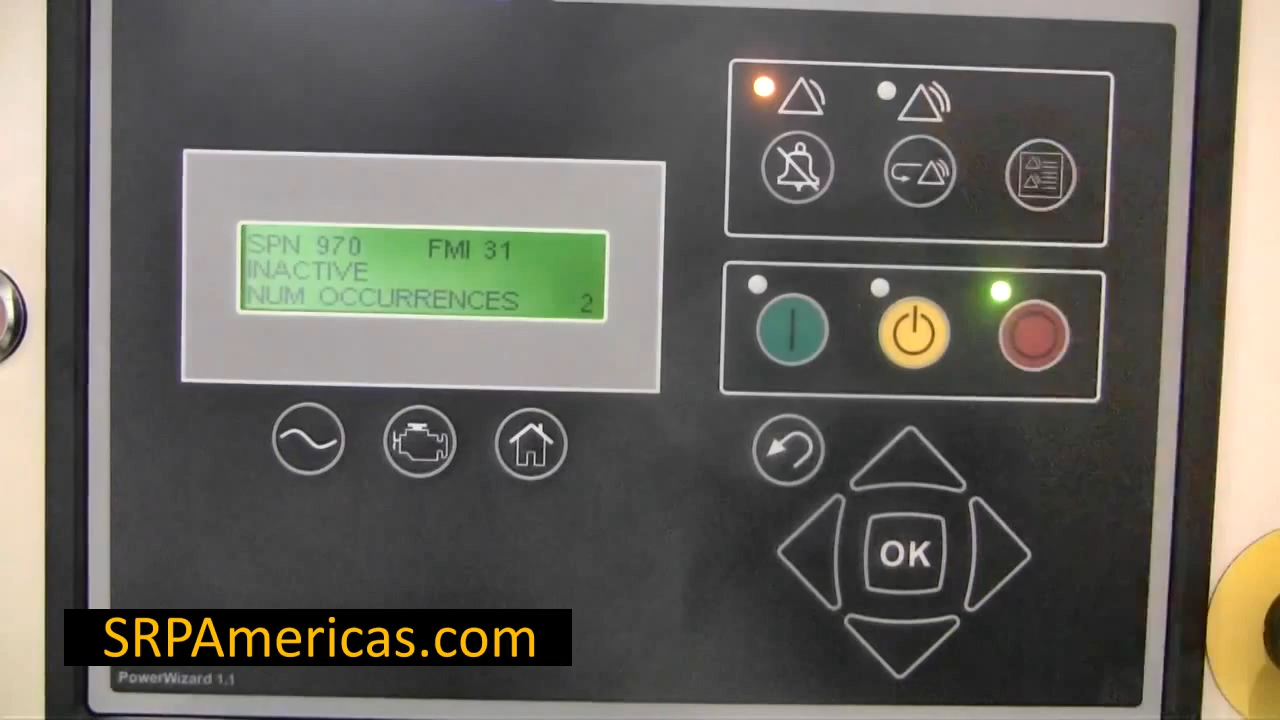 SPN 970 FMI 31
INACTIVE
NUM OCCURRENCES 2
OK
SRPAmericas.com
PowerWizard 1.1